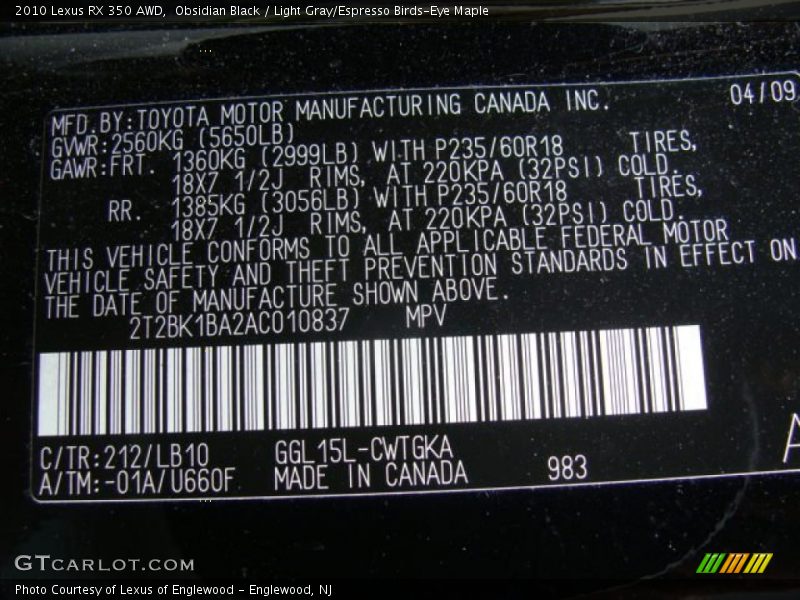 2010 Lexus RX 350 AWD,  Obsidian Black / Light Gray/Espresso Birds-Eye Maple
MFD.BY:TOYOTA MOTOR MANUFACTURING CANADA INC. 04/09
GVWR:2560KG (5650LB)
GAWR:FRT. 1360KG (2999LB) WITH P235/60R18 TIRES,
18X7 1/2J RIMS, AT 220KPA (32PSI) COLD.
RR. 1385KG (3056LB) WITH P235/60R18 TIRES,
18X7 1/2J RIMS, AT 220KPA (32PSI) COLD.
THIS VEHICLE CONFORMS TO ALL APPLICABLE FEDERAL MOTOR
VEHICLE SAFETY AND THEFT PREVENTION STANDARDS IN EFFECT ON
THE DATE OF MANUFACTURE SHOWN ABOVE.
2T2BK1BA2AC010837 MPV
C/TR:212/LB10 GGL15L-CWTGKA
A/TM:-01A/U660F MADE IN CANADA 983 A
GTCARLOT.COM
Photo Courtesy of Lexus of Englewood - Englewood, NJ